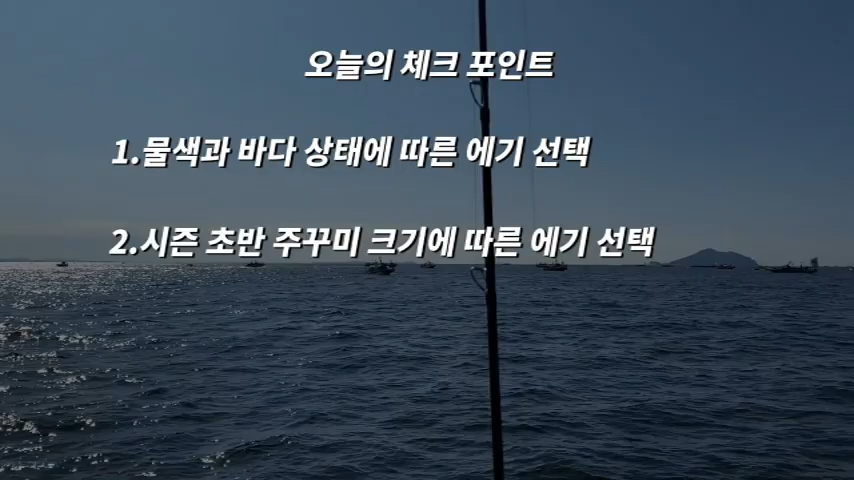 오늘의 체크 포인트
1.물색과 바다 상태에 따른 에기 선택
2.시즌 초반 주꾸미 크기에 따른 에기 선택